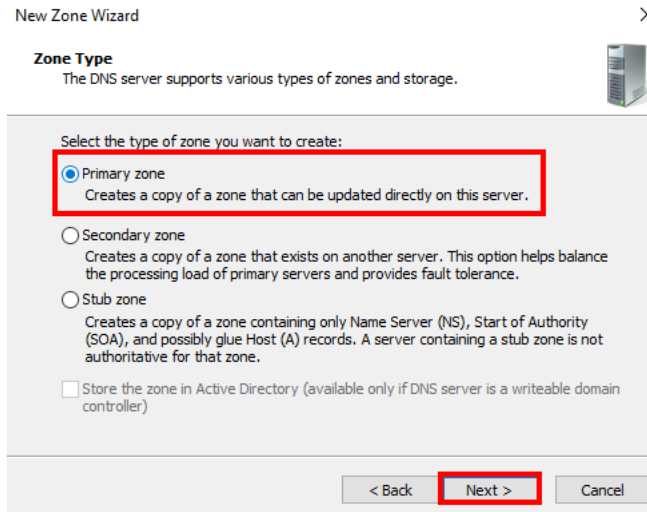 New Zone Wizard
Zone Type
The DNS server supports various types of zones and storage.
Select the type of zone you want to create:
Primary zone
Creates a copy of a zone that can be updated directly on this server.
Secondary zone
Creates a copy of a zone that exists on another server. This option helps balance
the processing load of primary servers and provides fault tolerance.
Stub zone
Creates a copy of a zone containing only Name Server (NS), Start of Authority
(SOA), and possibly glue Host (A) records. A server containing a stub zone is not
authoritative for that zone.
Store the zone in Active Directory (available only if DNS server is a writeable domain
controller)
< Back Next > Cancel